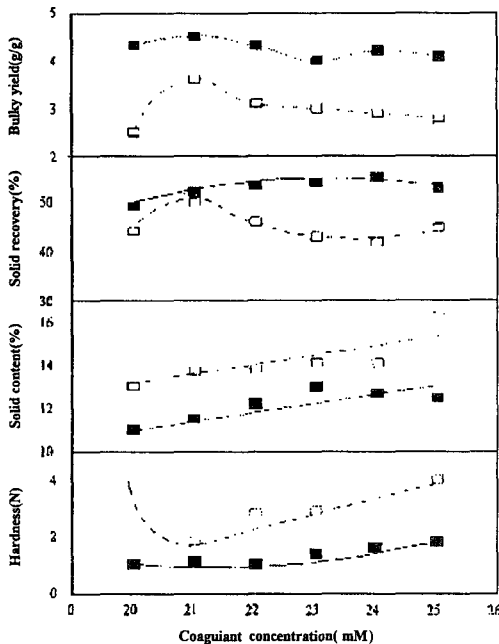 5
4
3
2
Bulky yield(g/g)
50
40
30
Solid recovery(%)
16
14
12
10
Solid content(%)
4
2
0
Hardness(N)
0 20 21 22 23 24 25 26
Coaguiant concentration( mM)